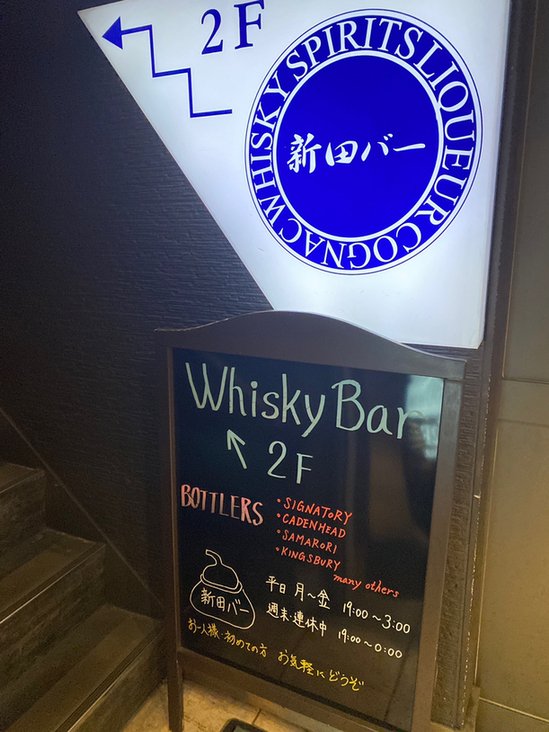 2F
WHISKY SPIRITS LIQUEUR COGNAC
新田バー
Whisky Bar
2F
BOTTLERS
・SIGNATORY
・CADENHEAD
・SAMARORI
・KINGSBURY
many others
新田バー
平日 月～金 19:00～3:00
週末・連休中 19:00～0:00
お一人様・初めての方 お気軽にどうぞ